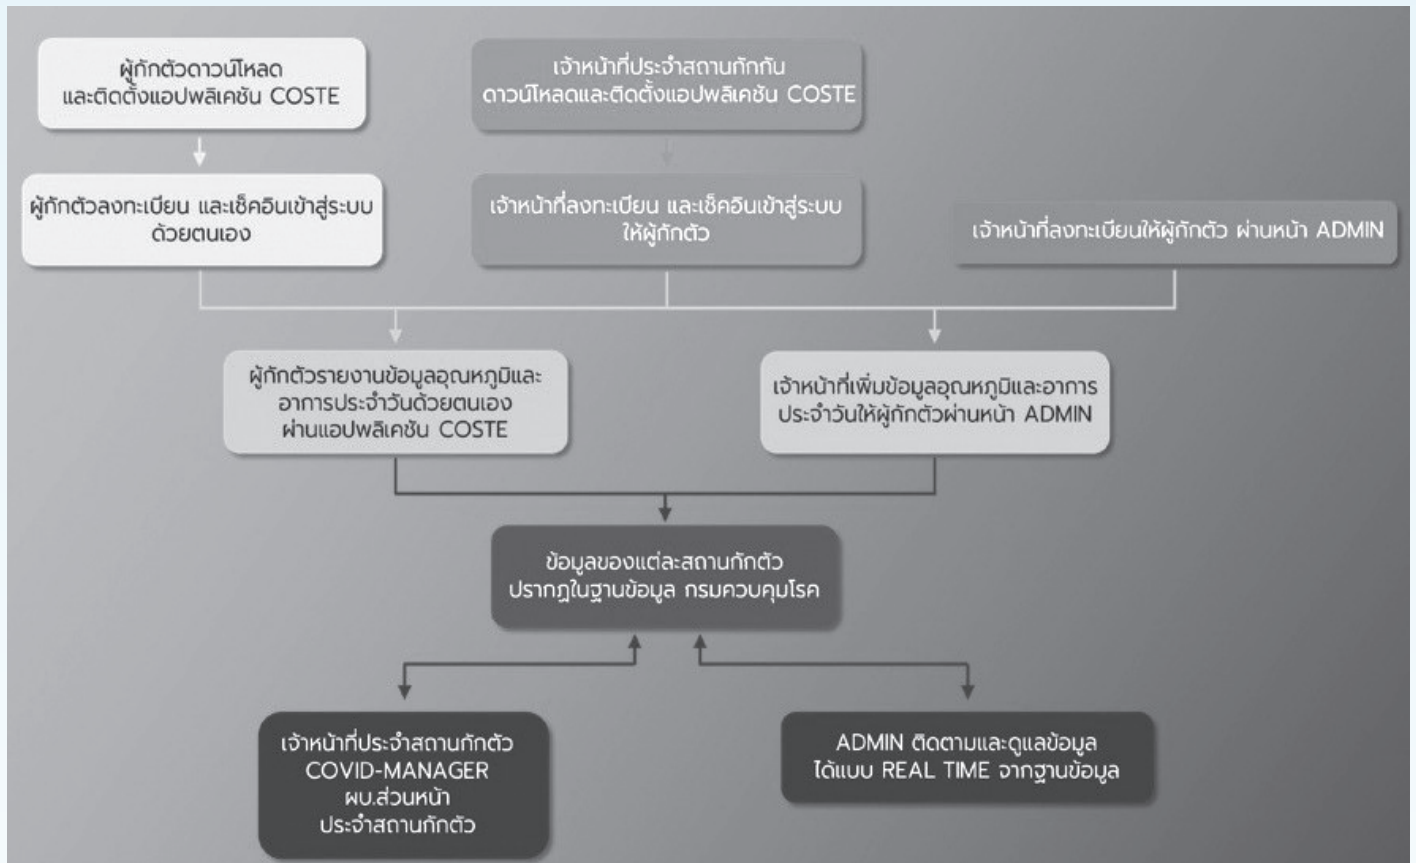 ผู้กักตัวดาวน์โหลด
และติดตั้งแอปพลิเคชัน COSTE
เจ้าหน้าที่ประจำสถานกักกัน
ดาวน์โหลดและติดตั้งแอปพลิเคชัน COSTE
ผู้กักตัวลงทะเบียน และเช็คอินเข้าสู่ระบบ
ด้วยตนเอง
เจ้าหน้าที่ลงทะเบียน และเช็คอินเข้าสู่ระบบ
ให้ผู้กักตัว
เจ้าหน้าที่ลงทะเบียนให้ผู้กักตัว ผ่านหน้า ADMIN
ผู้กักตัวรายงานข้อมูลอุณหภูมิและ
อาการประจำวันด้วยตนเอง
ผ่านแอปพลิเคชัน COSTE
เจ้าหน้าที่เพิ่มข้อมูลอุณหภูมิและอาการ
ประจำวันให้ผู้กักตัวผ่านหน้า ADMIN
ข้อมูลของแต่ละสถานกักตัว
ปรากฏในฐานข้อมูล กรมควบคุมโรค
เจ้าหน้าที่ประจำสถานกักตัว
COVID-MANAGER
ผบ.ส่วนหน้า
ประจำสถานกักตัว
ADMIN ติดตามและดูแลข้อมูล
ได้แบบ REAL TIME จากฐานข้อมูล